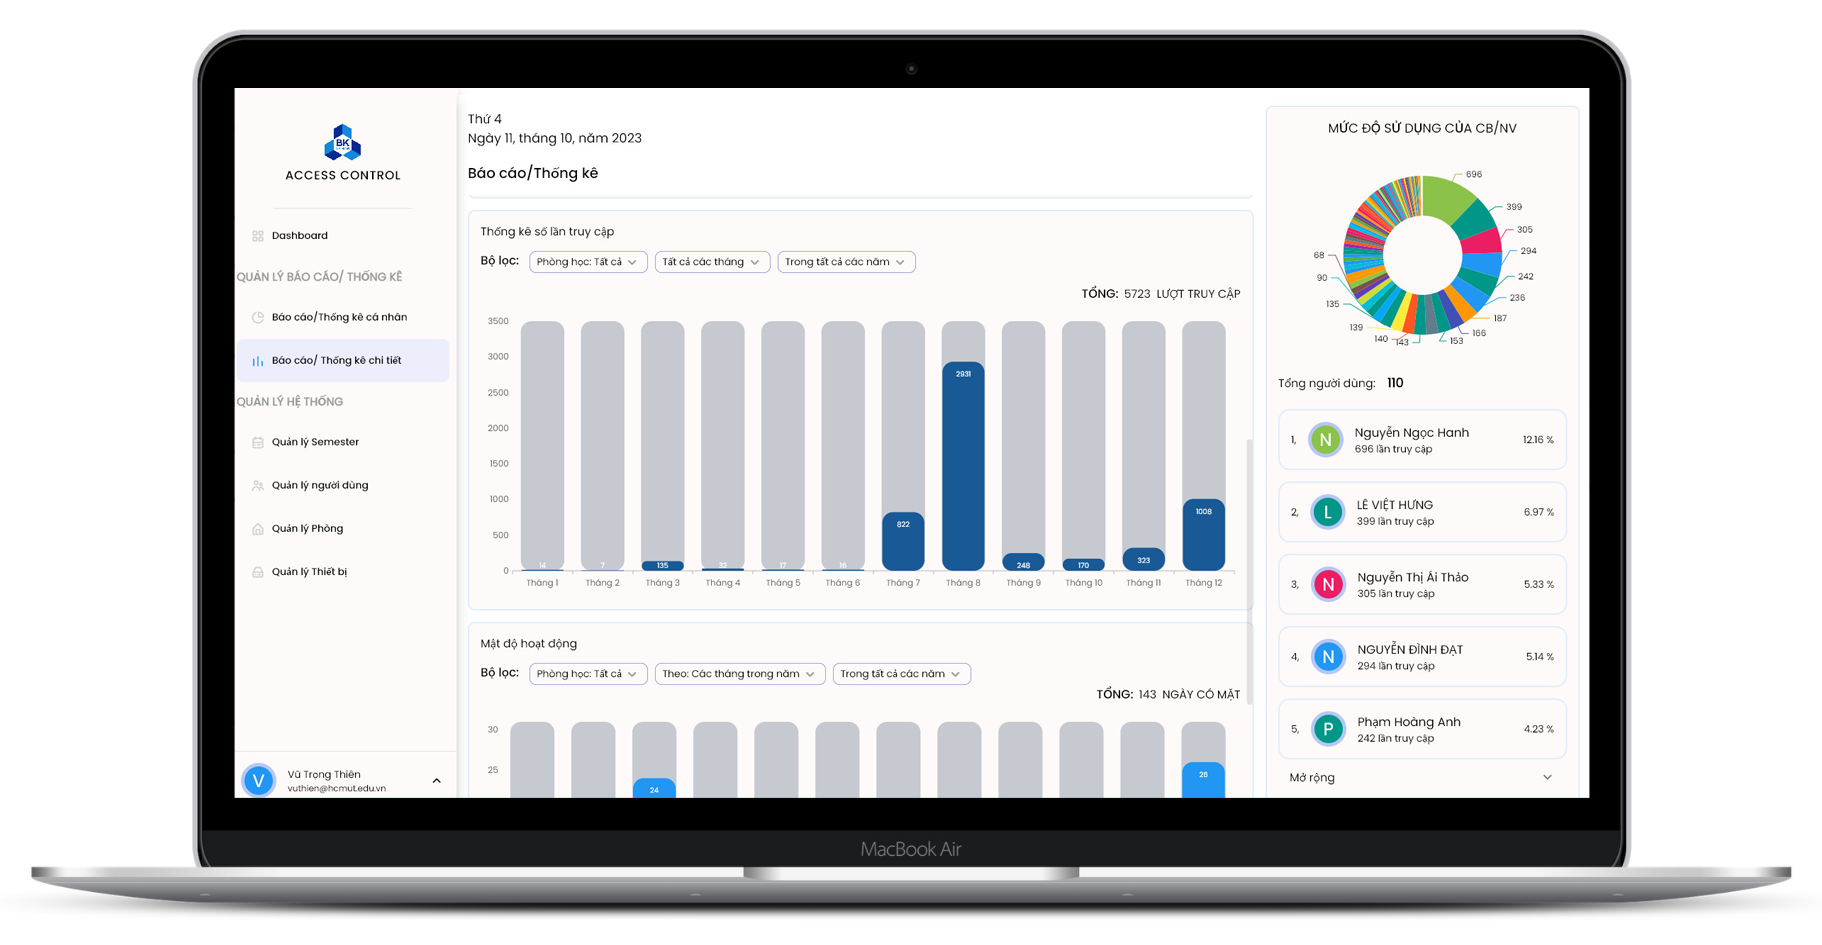 BK
ACCESS CONTROL
Dashboard
QUẢN LÝ BÁO CÁO/ THỐNG KÊ
Báo cáo/Thống kê cá nhân
Báo cáo/ Thống kê chi tiết
QUẢN LÝ HỆ THỐNG
Quản lý Semester
Quản lý người dùng
Quản lý Phòng
Quản lý Thiết bị
V
Vũ Trọng Thiên
vuthien@hcmut.edu.vn
Thứ 4
Ngày 11, tháng 10, năm 2023
Báo cáo/Thống kê
Thống kê số lần truy cập
Bộ lọc: Phòng học: Tất cả Tất cả các tháng Trong tất cả các năm
TỔNG: 5723 LƯỢT TRUY CẬP
3500
3000
2500
2000
1500
1000
500
0
14 7 135 32 17 16 822 2931 248 170 323 1008
Tháng 1 Tháng 2 Tháng 3 Tháng 4 Tháng 5 Tháng 6 Tháng 7 Tháng 8 Tháng 9 Tháng 10 Tháng 11 Tháng 12
Mật độ hoạt động
Bộ lọc: Phòng học: Tất cả Theo: Các tháng trong năm Trong tất cả các năm
TỔNG: 143 NGÀY CÓ MẶT
30
25
24
26
MỨC ĐỘ SỬ DỤNG CỦA CB/NV
696
399
305
294
242
236
187
166
153
143
140
139
135
90
68
Tổng người dùng: 110
1, N Nguyễn Ngọc Hanh 12.16 %
696 lần truy cập
2, L LÊ VIỆT HƯNG 6.97 %
399 lần truy cập
3, N Nguyễn Thị Ái Thảo 5.33 %
305 lần truy cập
4, N NGUYỄN ĐÌNH ĐẠT 5.14 %
294 lần truy cập
5, P Phạm Hoàng Anh 4.23 %
242 lần truy cập
Mở rộng
MacBook Air